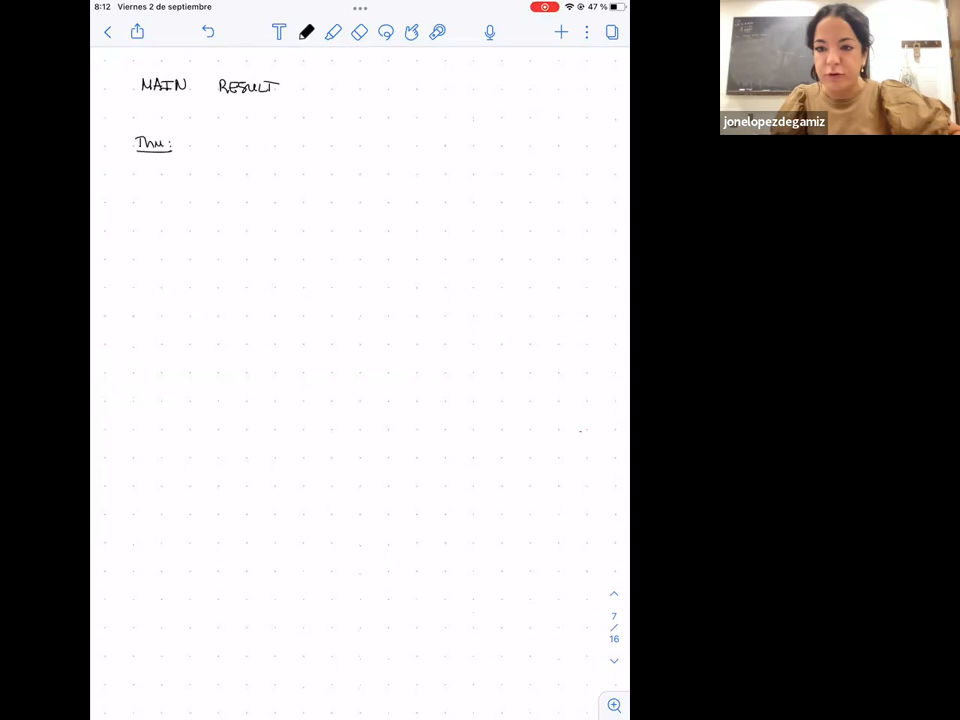 8:12 Viernes 2 de septiembre
47 %
T
MAIN RESULT
Thm:
7
/
16
jonelopezdegamiz